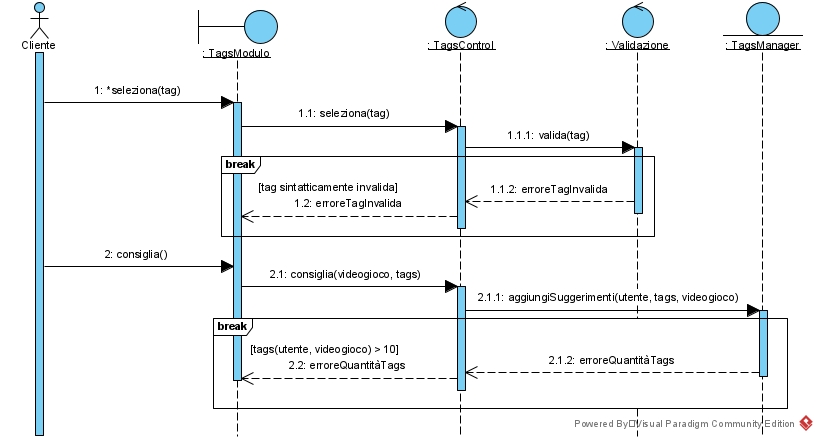 Cliente
: TagsModulo
: TagsControl
: Validazione
: TagsManager
1: *seleziona(tag)
1.1: seleziona(tag)
1.1.1: valida(tag)
break
[tag sintatticamente invalida]
1.1.2: erroreTagInvalida
1.2: erroreTagInvalida
2: consiglia()
2.1: consiglia(videogioco, tags)
2.1.1: aggiungiSuggerimenti(utente, tags, videogioco)
break
[tags(utente, videogioco) > 10]
2.1.2: erroreQuantitàTags
2.2: erroreQuantitàTags
Powered By Visual Paradigm Community Edition